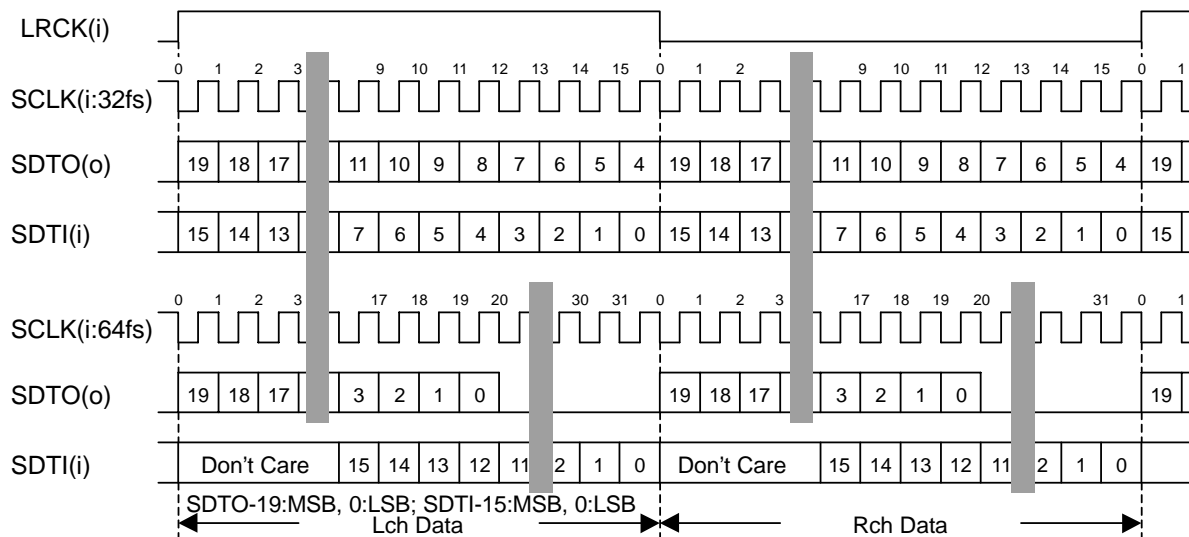 LRCK(i)
0 1 2 3 9 10 11 12 13 14 15 0 1 2 9 10 11 12 13 14 15 0 1
SCLK(i:32fs)
SDTO(o) 19 18 17 11 10 9 8 7 6 5 4 19 18 17 11 10 9 8 7 6 5 4 19
SDTI(i) 15 14 13 7 6 5 4 3 2 1 0 15 14 13 7 6 5 4 3 2 1 0 15
0 1 2 3 17 18 19 20 30 31 0 1 2 3 17 18 19 20 31 0 1
SCLK(i:64fs)
SDTO(o) 19 18 17 3 2 1 0 19 18 17 3 2 1 0 19
SDTI(i) Don't Care 15 14 13 12 11 2 1 0 Don't Care 15 14 13 12 11 2 1 0
SDTO-19:MSB, 0:LSB; SDTI-15:MSB, 0:LSB
Lch Data Rch Data